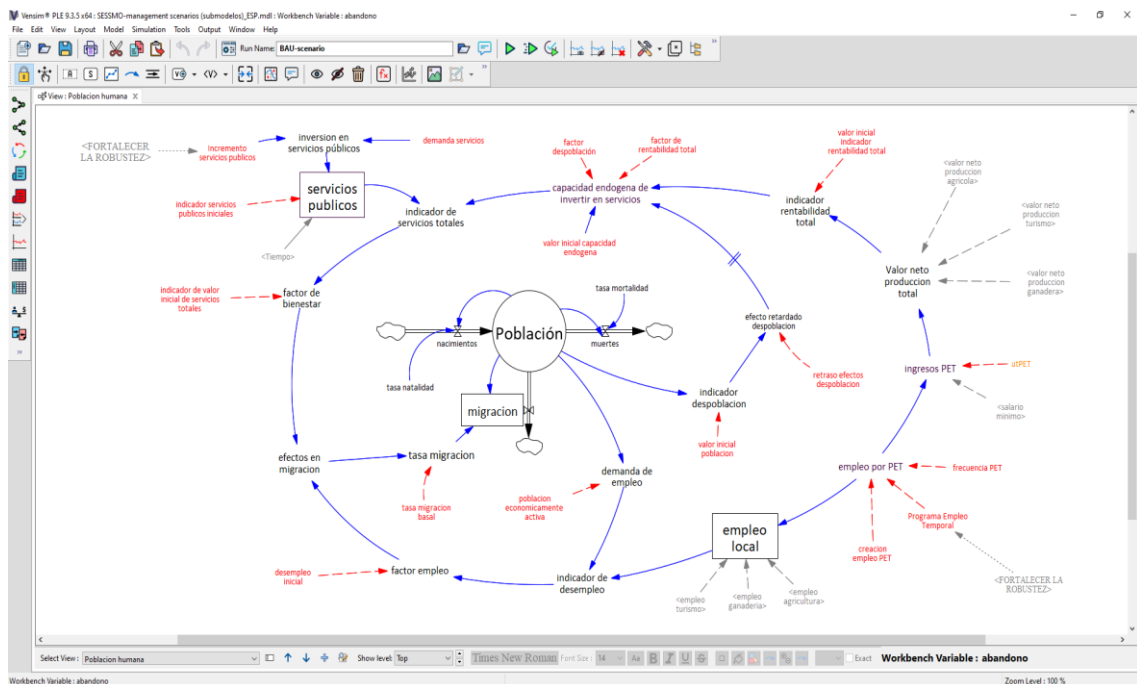 Vensim® PLE 9.3.5 x64 : SESSMO-management scenarios (submodelos)_ESP.mdl : Workbench Variable : abandono
File Edit View Layout Model Simulation Tools Output Window Help
Run Name: BAU-scenario
View : Poblacion humana X
<FORTALECER
LA ROBUSTEZ>
Incremento
servicios publicos
inversion en
servicios públicos
demanda servicios
factor
despoblación
factor de
rentabilidad total
valor inicial
indicador
rentabilidad total
indicador servicios
publicos iniciales
servicios
publicos
indicador de
servicios totales
capacidad endogena de
invertir en servicios
indicador
rentabilidad
total
<valor neto
produccion
agricola>
<valor neto
produccion
turismo>
<Tiempo>
valor inicial capacidad
endogena
Valor neto
produccion
total
<valor neto
produccion
ganadera>
indicador de valor
inicial de servicios
totales
factor de
bienestar
tasa mortalidad
Población
nacimientos
muertes
efecto retardado
despoblacion
tasa natalidad
indicador
despoblacion
retraso efectos
despoblacion
ingresos PET
utPET
<salario
minimo>
migracion
valor inicial
poblacion
efectos en
migracion
tasa migracion
demanda de
empleo
empleo por PET
frecuencia PET
tasa migracion
basal
poblacion
economicamente
activa
Programa Empleo
Temporal
empleo
local
creacion
empleo PET
desempleo
inicial
factor empleo
indicador de
desempleo
<FORTALECER LA
ROBUSTEZ>
<empleo
turismo>
<empleo
ganaderia>
<empleo
agricultura>
Select View : Poblacion humana Show level: Top Times New Roman Font Size : 14 Aa B I U S Exact Workbench Variable : abandono
Workbench Variable : abandono Zoom Level : 100 %